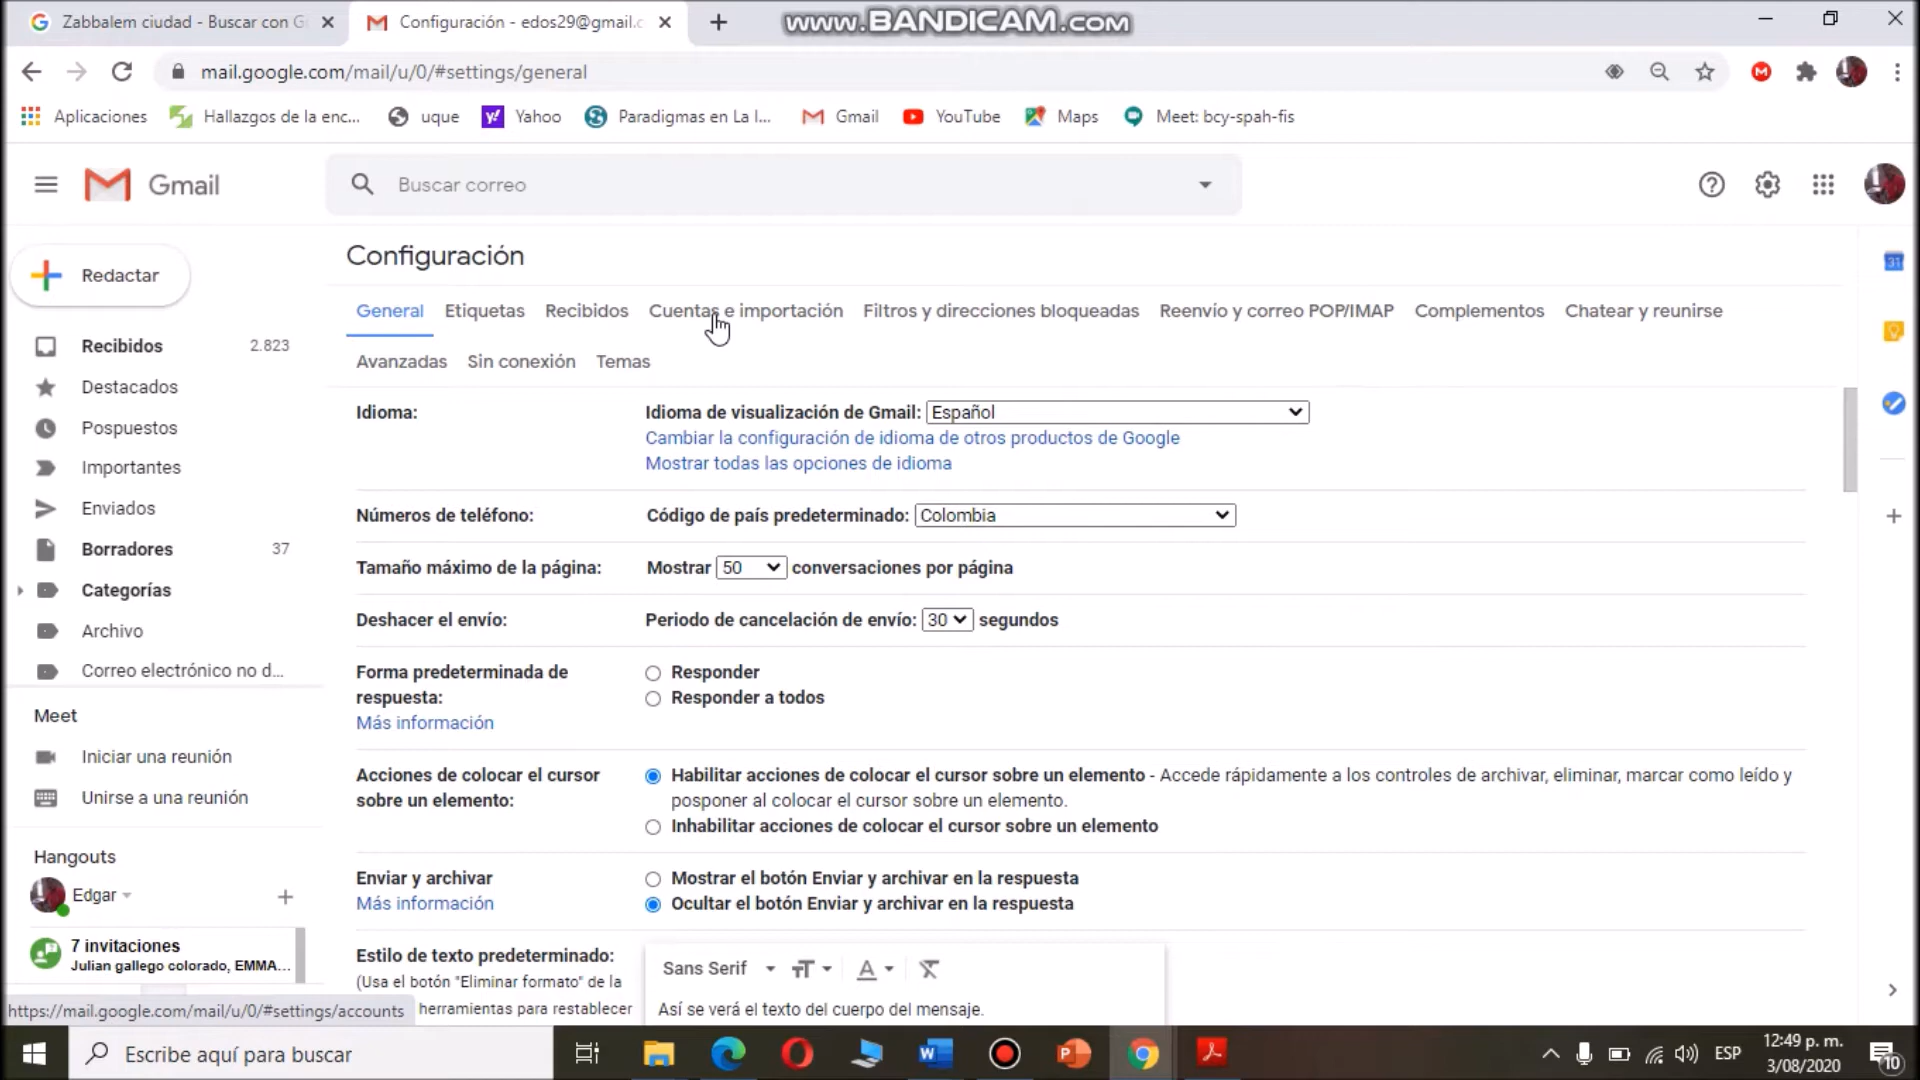 Zabbalem ciudad - Buscar con G
Configuración - edos29@gmail.c
www.BANDICAM.com
mail.google.com/mail/u/0/#settings/general
Aplicaciones
Hallazgos de la enc...
uque
Yahoo
Paradigmas en La I...
Gmail
YouTube
Maps
Meet: bcy-spah-fis
Gmail
Buscar correo
Configuración
Redactar
General Etiquetas Recibidos Cuentas e importación Filtros y direcciones bloqueadas Reenvío y correo POP/IMAP Complementos Chatear y reunirse
Avanzadas Sin conexión Temas
Recibidos 2.823
Destacados
Pospuestos
Importantes
Enviados
Borradores 37
Categorías
Archivo
Correo electrónico no d...
Meet
Iniciar una reunión
Unirse a una reunión
Hangouts
Edgar
7 invitaciones
Julian gallego colorado, EMMA...
https://mail.google.com/mail/u/0/#settings/accounts
Idioma:
Idioma de visualización de Gmail: Español
Cambiar la configuración de idioma de otros productos de Google
Mostrar todas las opciones de idioma
Números de teléfono:
Código de país predeterminado: Colombia
Tamaño máximo de la página:
Mostrar 50 conversaciones por página
Deshacer el envío:
Periodo de cancelación de envío: 30 segundos
Forma predeterminada de
respuesta:
Más información
Responder
Responder a todos
Acciones de colocar el cursor
sobre un elemento:
Habilitar acciones de colocar el cursor sobre un elemento - Accede rápidamente a los controles de archivar, eliminar, marcar como leído y
posponer al colocar el cursor sobre un elemento.
Inhabilitar acciones de colocar el cursor sobre un elemento
Enviar y archivar
Más información
Mostrar el botón Enviar y archivar en la respuesta
Ocultar el botón Enviar y archivar en la respuesta
Estilo de texto predeterminado:
(Usa el botón "Eliminar formato" de la
herramientas para restablecer
Sans Serif
Así se verá el texto del cuerpo del mensaje.
31
Escribe aquí para buscar
ESP
12:49 p. m.
3/08/2020
10